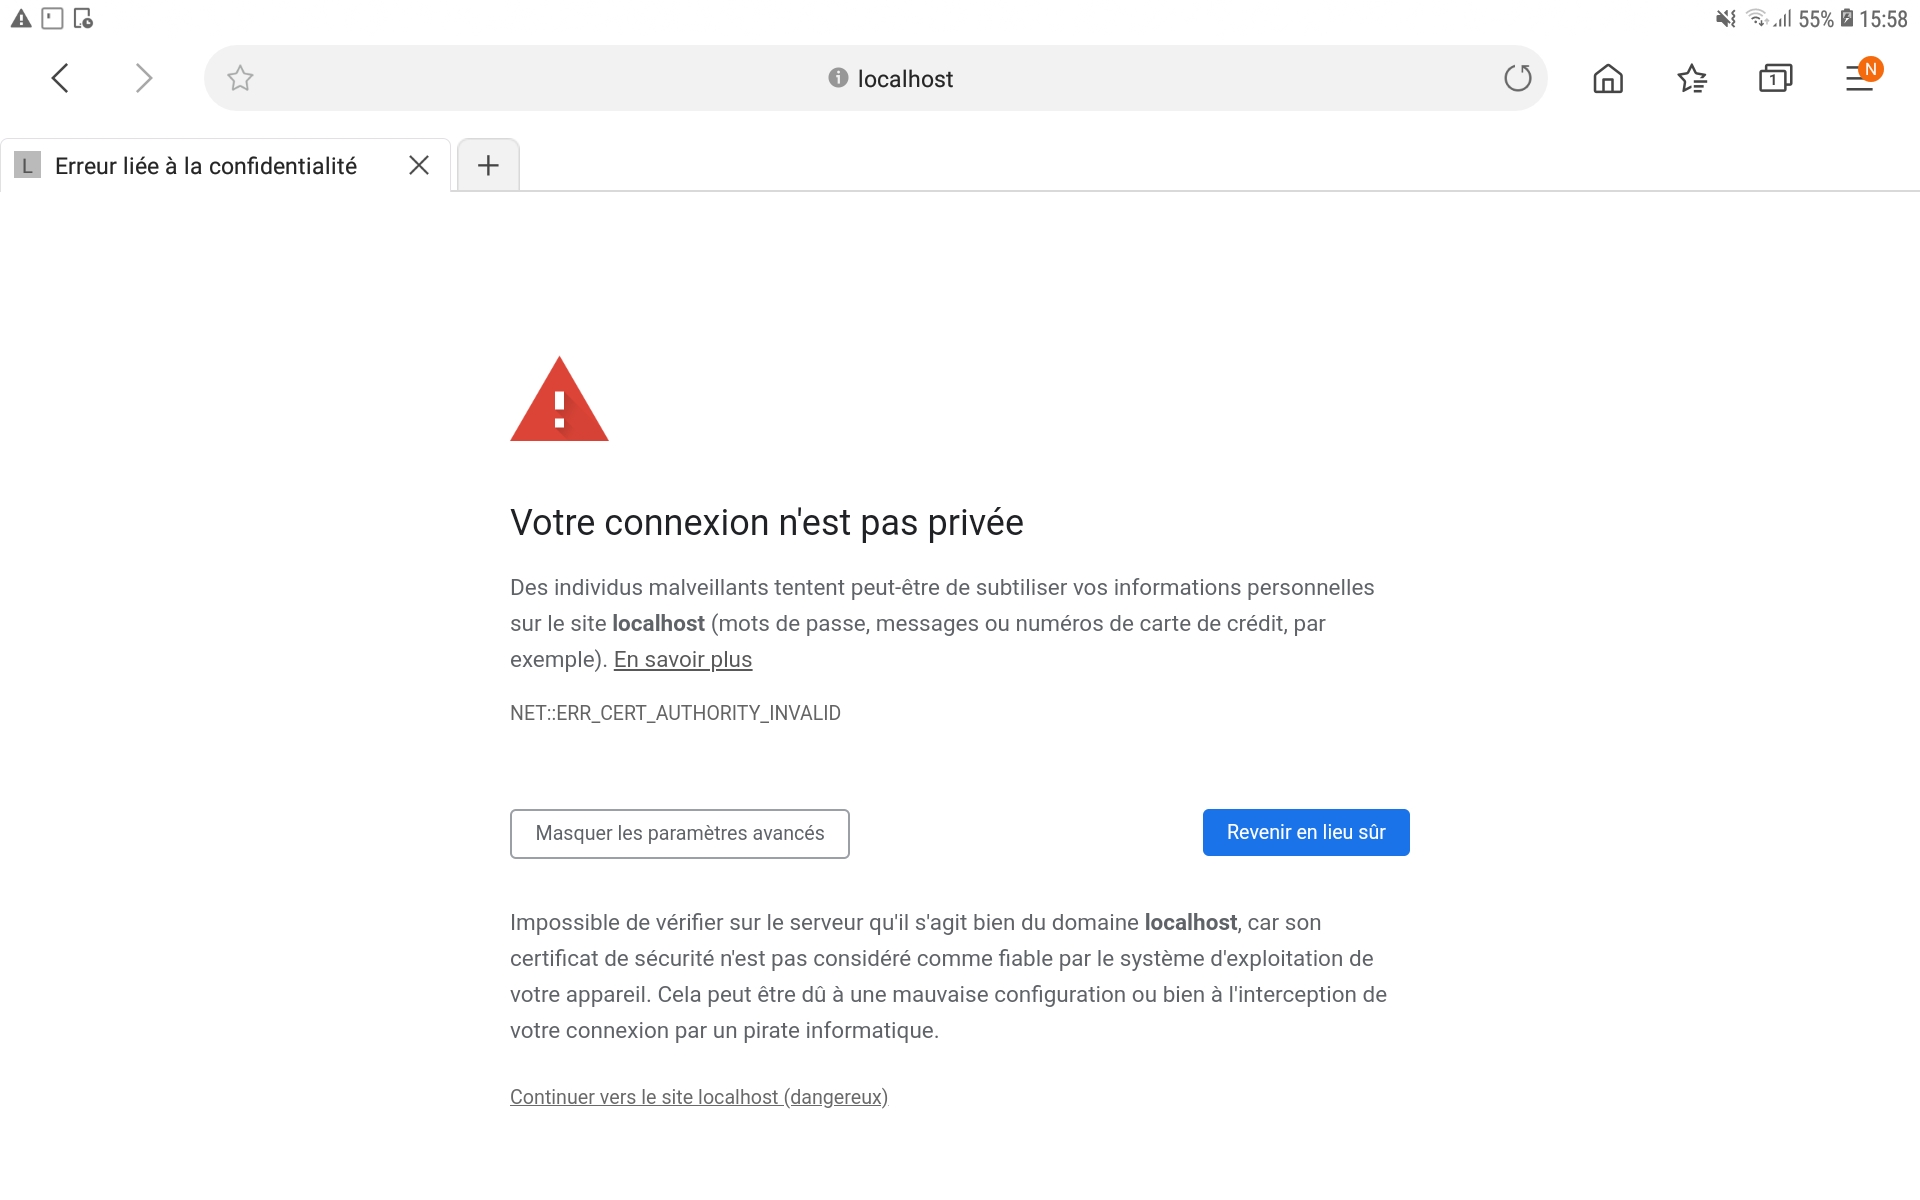 55% 15:58
localhost
1
N
L Erreur liée à la confidentialité
Votre connexion n'est pas privée
Des individus malveillants tentent peut-être de subtiliser vos informations personnelles
sur le site localhost (mots de passe, messages ou numéros de carte de crédit, par
exemple). En savoir plus
NET::ERR_CERT_AUTHORITY_INVALID
Masquer les paramètres avancés
Revenir en lieu sûr
Impossible de vérifier sur le serveur qu'il s'agit bien du domaine localhost, car son
certificat de sécurité n'est pas considéré comme fiable par le système d'exploitation de
votre appareil. Cela peut être dû à une mauvaise configuration ou bien à l'interception de
votre connexion par un pirate informatique.
Continuer vers le site localhost (dangereux)